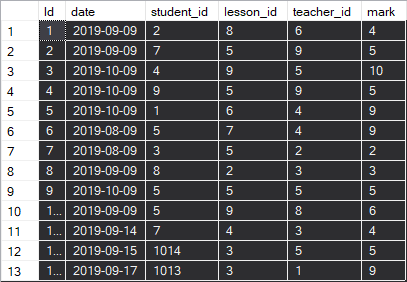 Id date student_id lesson_id teacher_id mark
1 1 2019-09-09 2 8 6 4
2 2 2019-09-09 7 5 9 5
3 3 2019-10-09 4 9 5 10
4 4 2019-10-09 9 5 9 5
5 5 2019-10-09 1 6 4 9
6 6 2019-08-09 5 7 4 9
7 7 2019-08-09 3 5 2 2
8 8 2019-09-09 8 2 3 3
9 9 2019-10-09 5 5 5 5
10 1... 2019-09-09 5 9 8 6
11 1... 2019-09-14 7 4 3 4
12 1... 2019-09-15 1014 3 5 5
13 1... 2019-09-17 1013 3 1 9